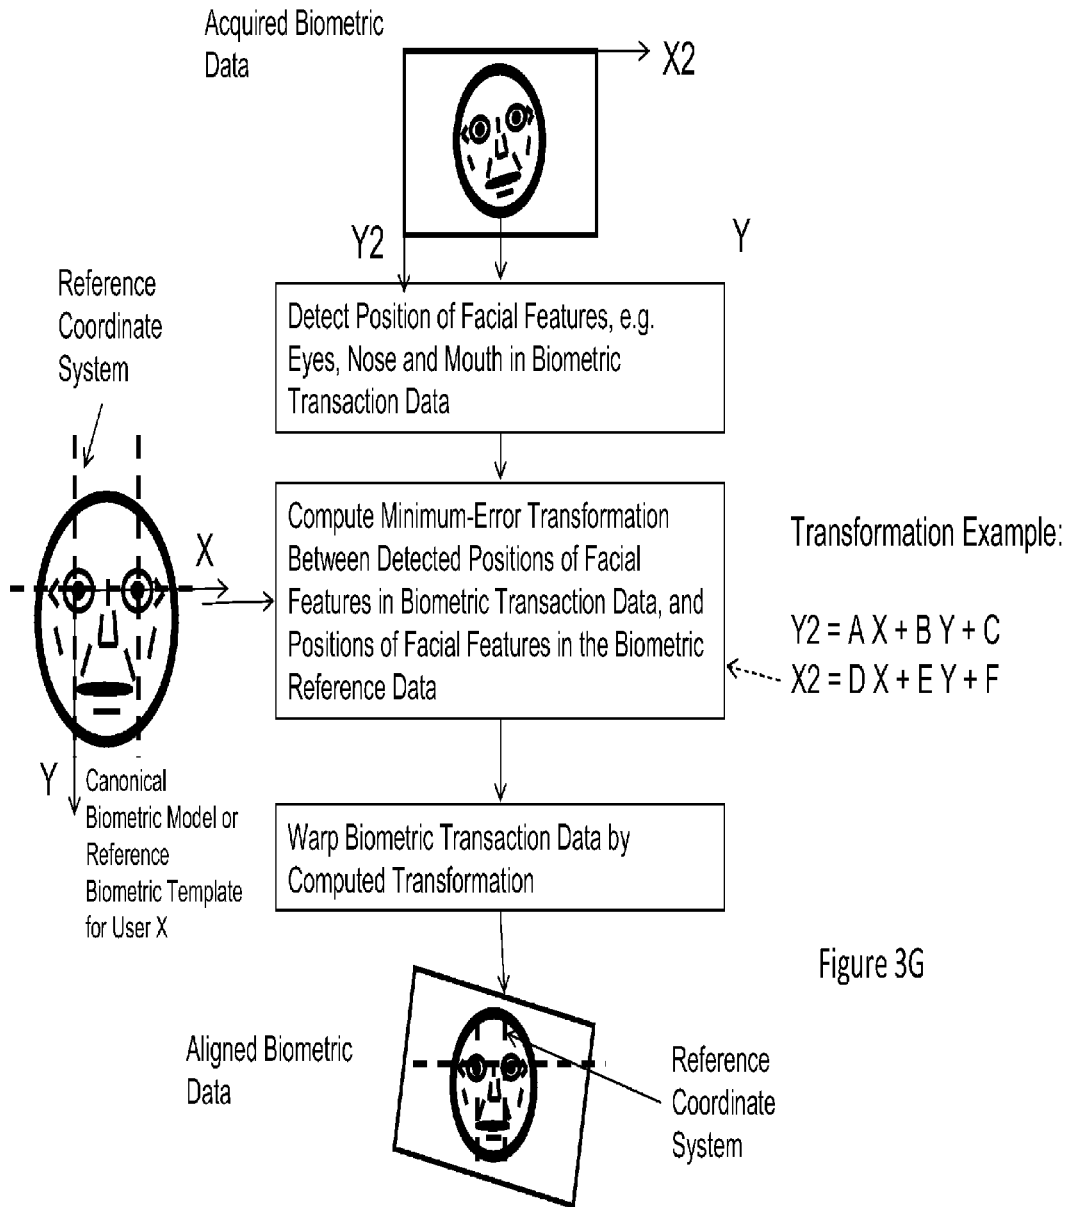 Acquired Biometric
Data
X2
Y2
Y
Reference
Coordinate
System
Detect Position of Facial Features, e.g.
Eyes, Nose and Mouth in Biometric
Transaction Data
X
Compute Minimum-Error Transformation
Between Detected Positions of Facial
Features in Biometric Transaction Data, and
Positions of Facial Features in the Biometric
Reference Data
Transformation Example:
Y2 = A X + B Y + C
X2 = D X + E Y + F
Y
Canonical
Biometric Model or
Reference
Biometric Template
for User X
Warp Biometric Transaction Data by
Computed Transformation
Figure 3G
Aligned Biometric
Data
Reference
Coordinate
System